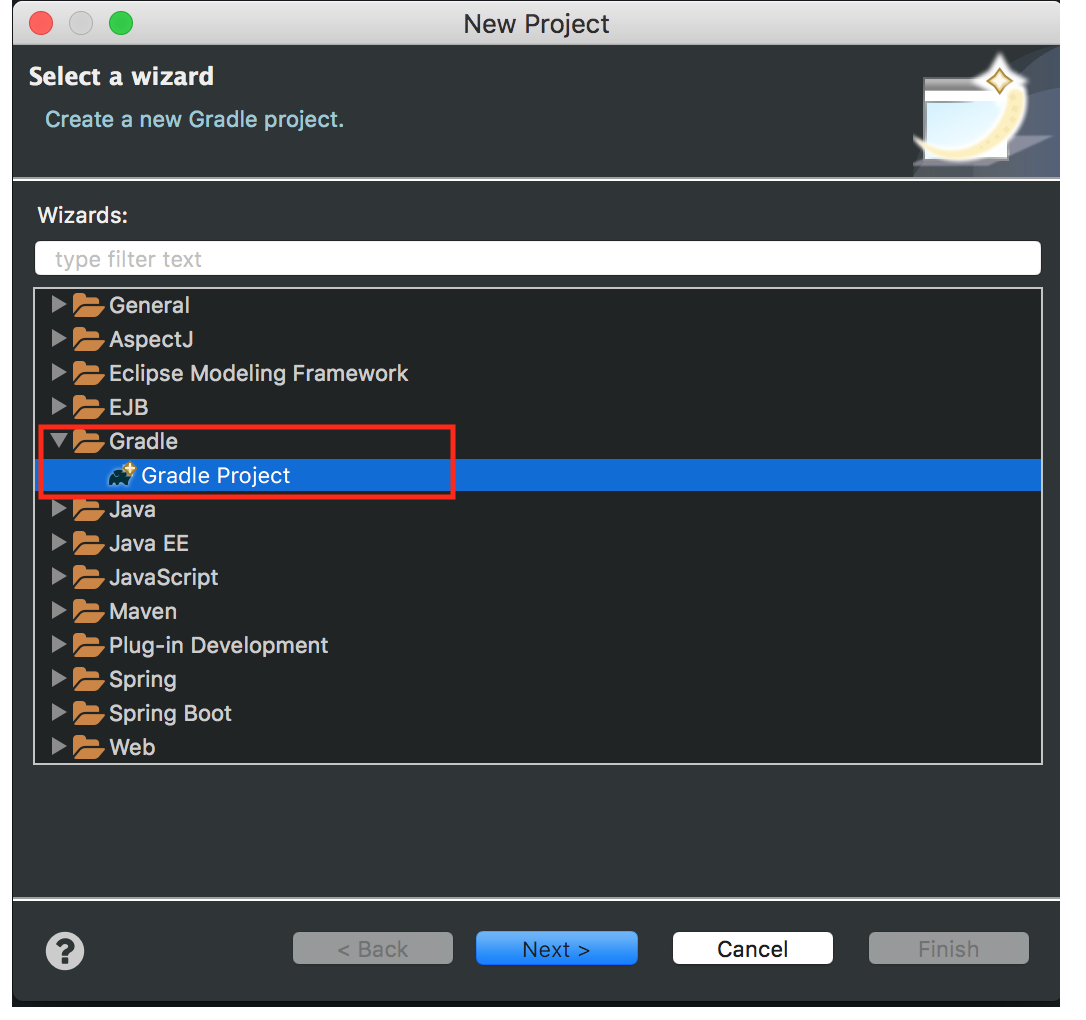 New Project
Select a wizard
Create a new Gradle project.
Wizards:
type filter text
General
AspectJ
Eclipse Modeling Framework
EJB
Gradle
Gradle Project
Java
Java EE
JavaScript
Maven
Plug-in Development
Spring
Spring Boot
Web
? < Back Next > Cancel Finish